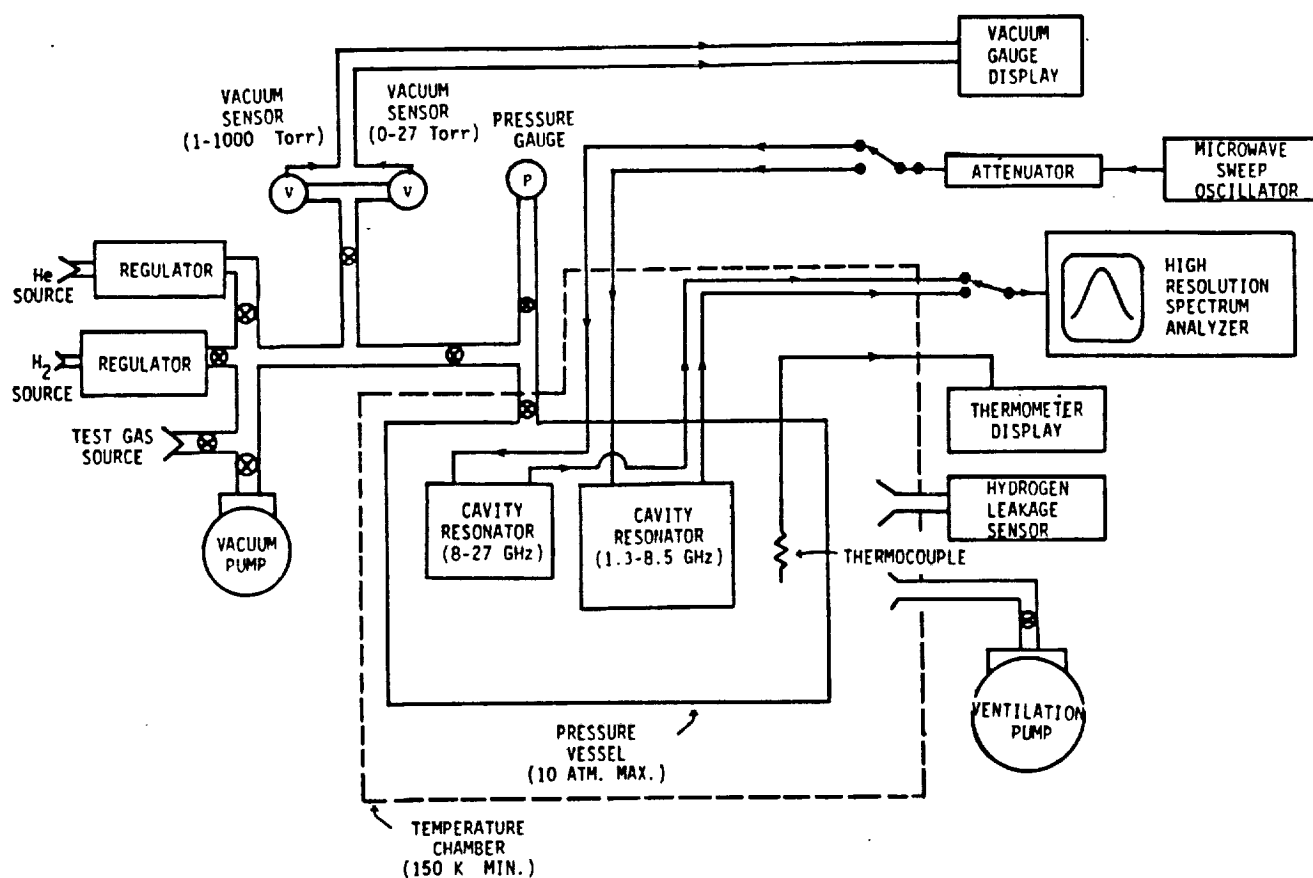 VACUUM
GAUGE
DISPLAY
VACUUM
SENSOR
(1-1000 Torr)
VACUUM
SENSOR
(0-27 Torr)
PRESSURE
GAUGE
V
V
P
ATTENUATOR
MICROWAVE
SWEEP
OSCILLATOR
He
SOURCE
REGULATOR
HIGH
RESOLUTION
SPECTRUM
ANALYZER
H2
SOURCE
REGULATOR
TEST GAS
SOURCE
THERMOMETER
DISPLAY
VACUUM
PUMP
CAVITY
RESONATOR
(8-27 GHz)
CAVITY
RESONATOR
(1.3-8.5 GHz)
THERMOCOUPLE
HYDROGEN
LEAKAGE
SENSOR
VENTILATION
PUMP
PRESSURE
VESSEL
(10 ATM. MAX.)
TEMPERATURE
CHAMBER
(150 K MIN.)